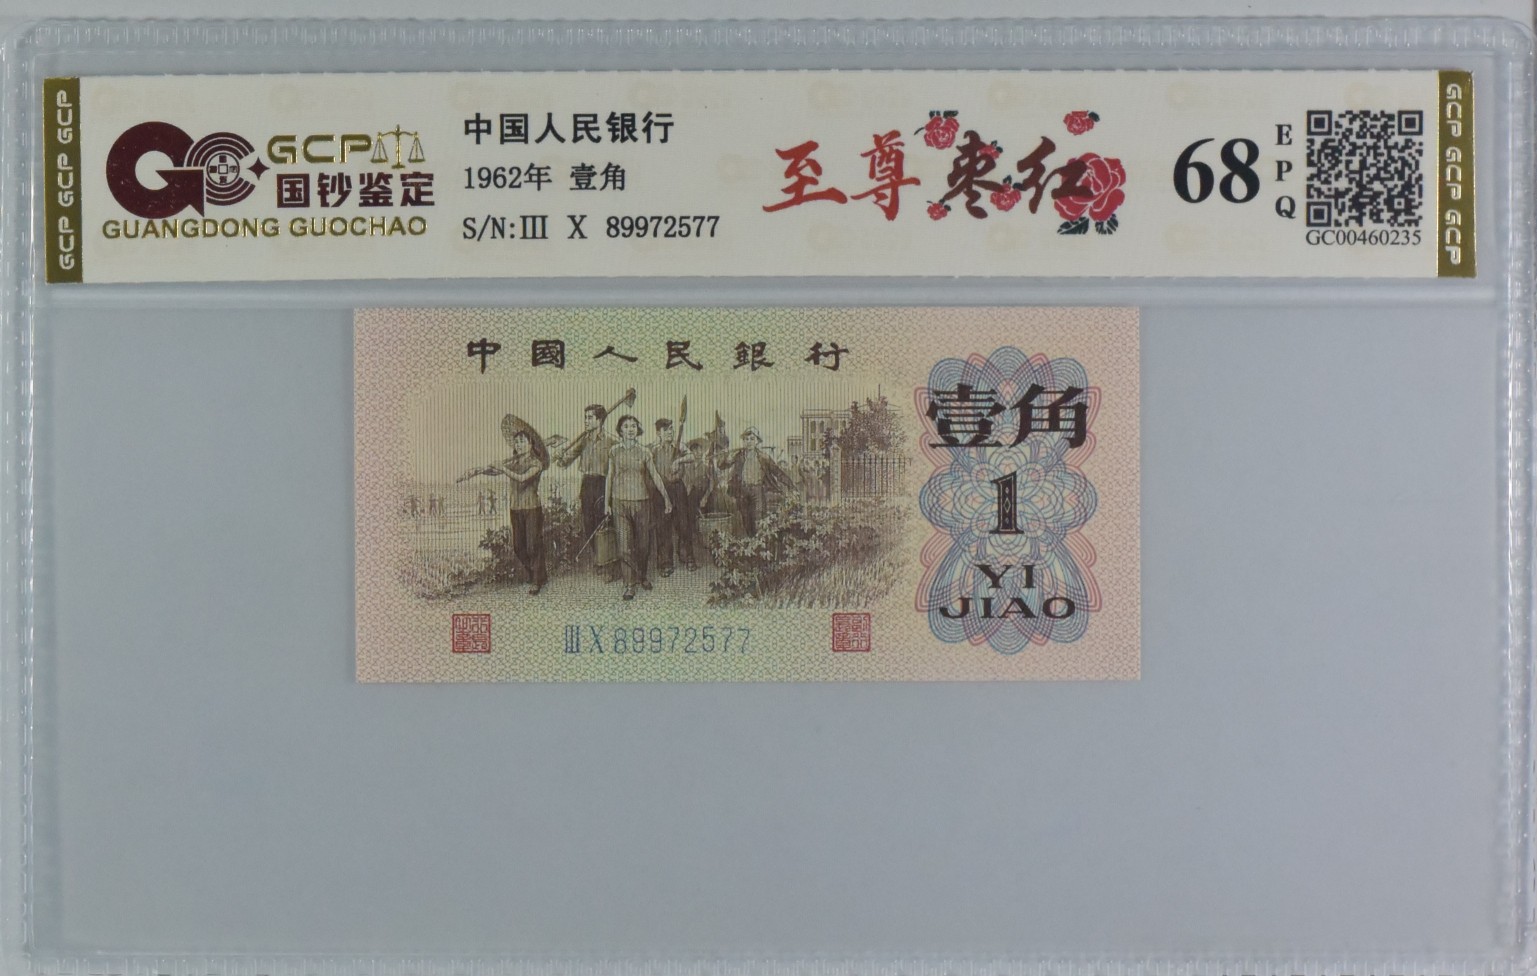 GCP GCP GCP
GCP
国钞鉴定
GUANGDONG GUOCHAO
中国人民银行
1962年 壹角
S/N:III X 89972577
至尊枣红
68
EPQ
GC00460235
GCP GCP GCP
中國人民銀行
壹角
1
YI
JIAO
III X 89972577